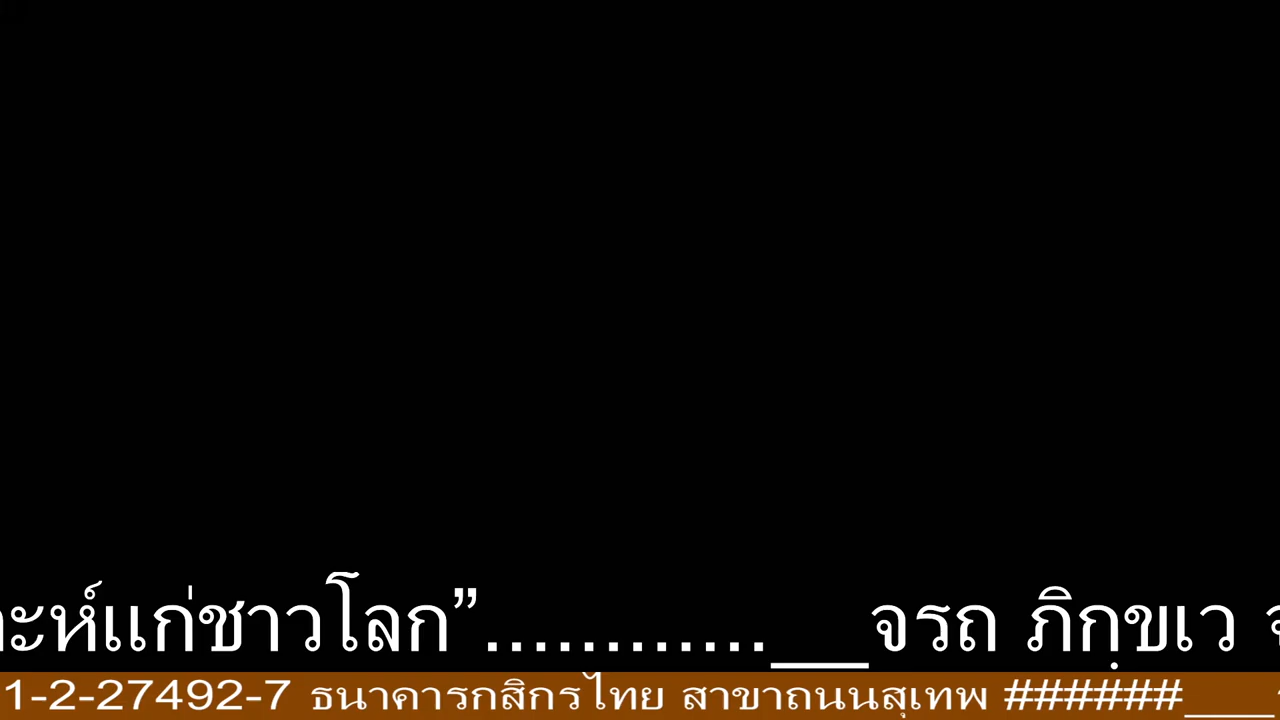 ะห์แก่ชาวโลก”............__จรถ ภิกฺขเว
1-2-27492-7 ธนาคารกสิกรไทย สาขาถนนสุเทพ ######___